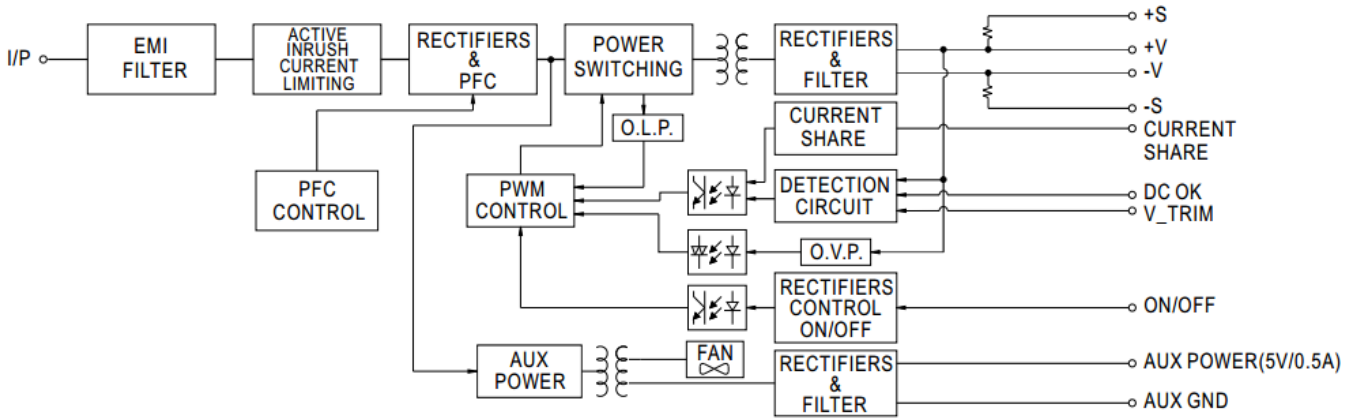 I/P
EMI
FILTER
ACTIVE
INRUSH
CURRENT
LIMITING
RECTIFIERS
&
PFC
POWER
SWITCHING
RECTIFIERS
&
FILTER
+S
+V
-V
-S
O.L.P.
CURRENT
SHARE
CURRENT
SHARE
PFC
CONTROL
PWM
CONTROL
DETECTION
CIRCUIT
DC OK
V_TRIM
O.V.P.
RECTIFIERS
CONTROL
ON/OFF
ON/OFF
AUX
POWER
FAN
RECTIFIERS
&
FILTER
AUX POWER(5V/0.5A)
AUX GND